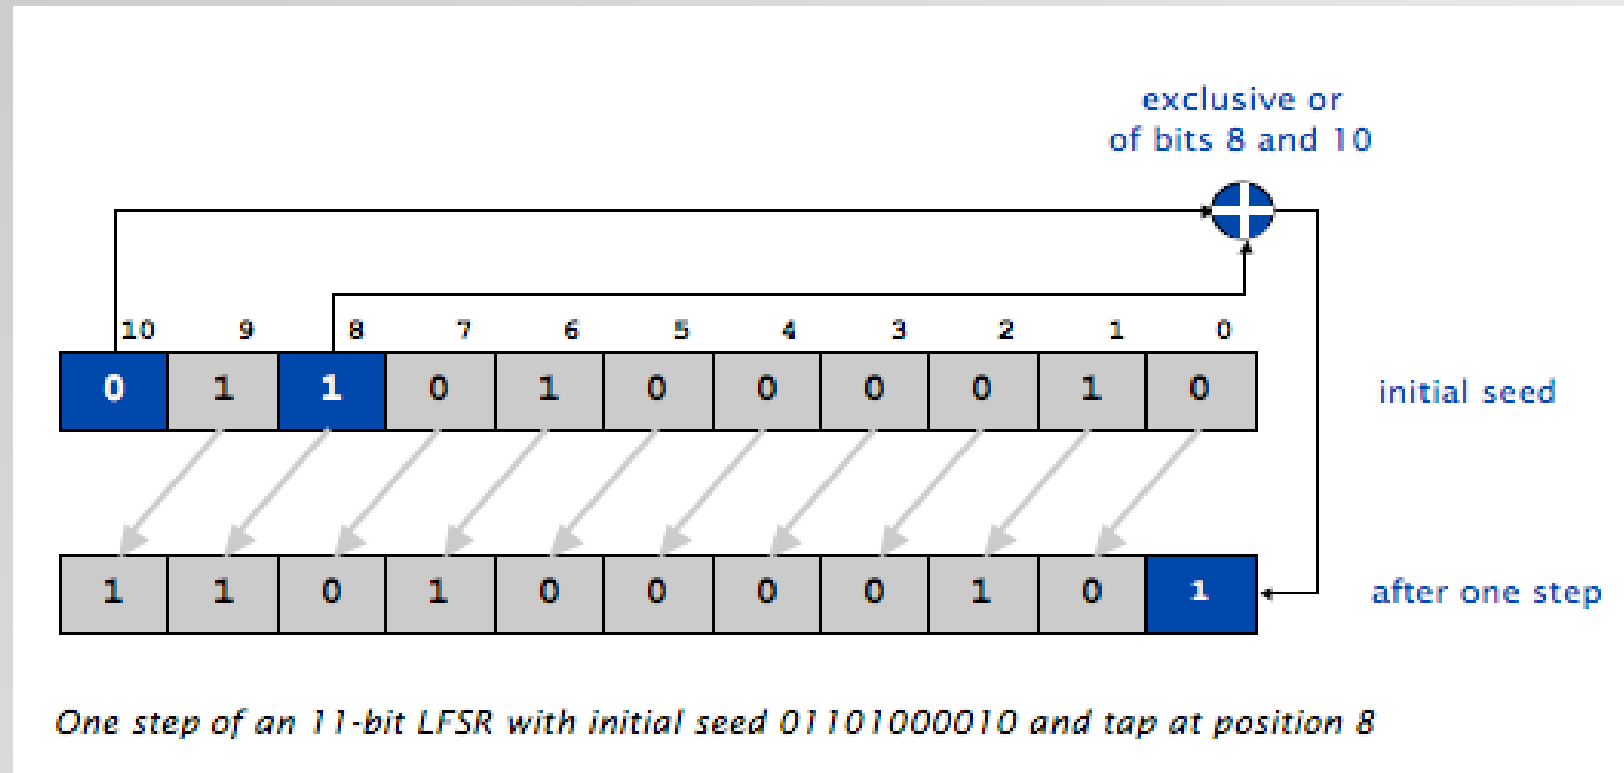 exclusive or
of bits 8 and 10
10 9 8 7 6 5 4 3 2 1 0
0 1 1 0 1 0 0 0 0 1 0
initial seed
1 1 0 1 0 0 0 0 1 0 1
after one step
One step of an 11-bit LFSR with initial seed 01101000010 and tap at position 8